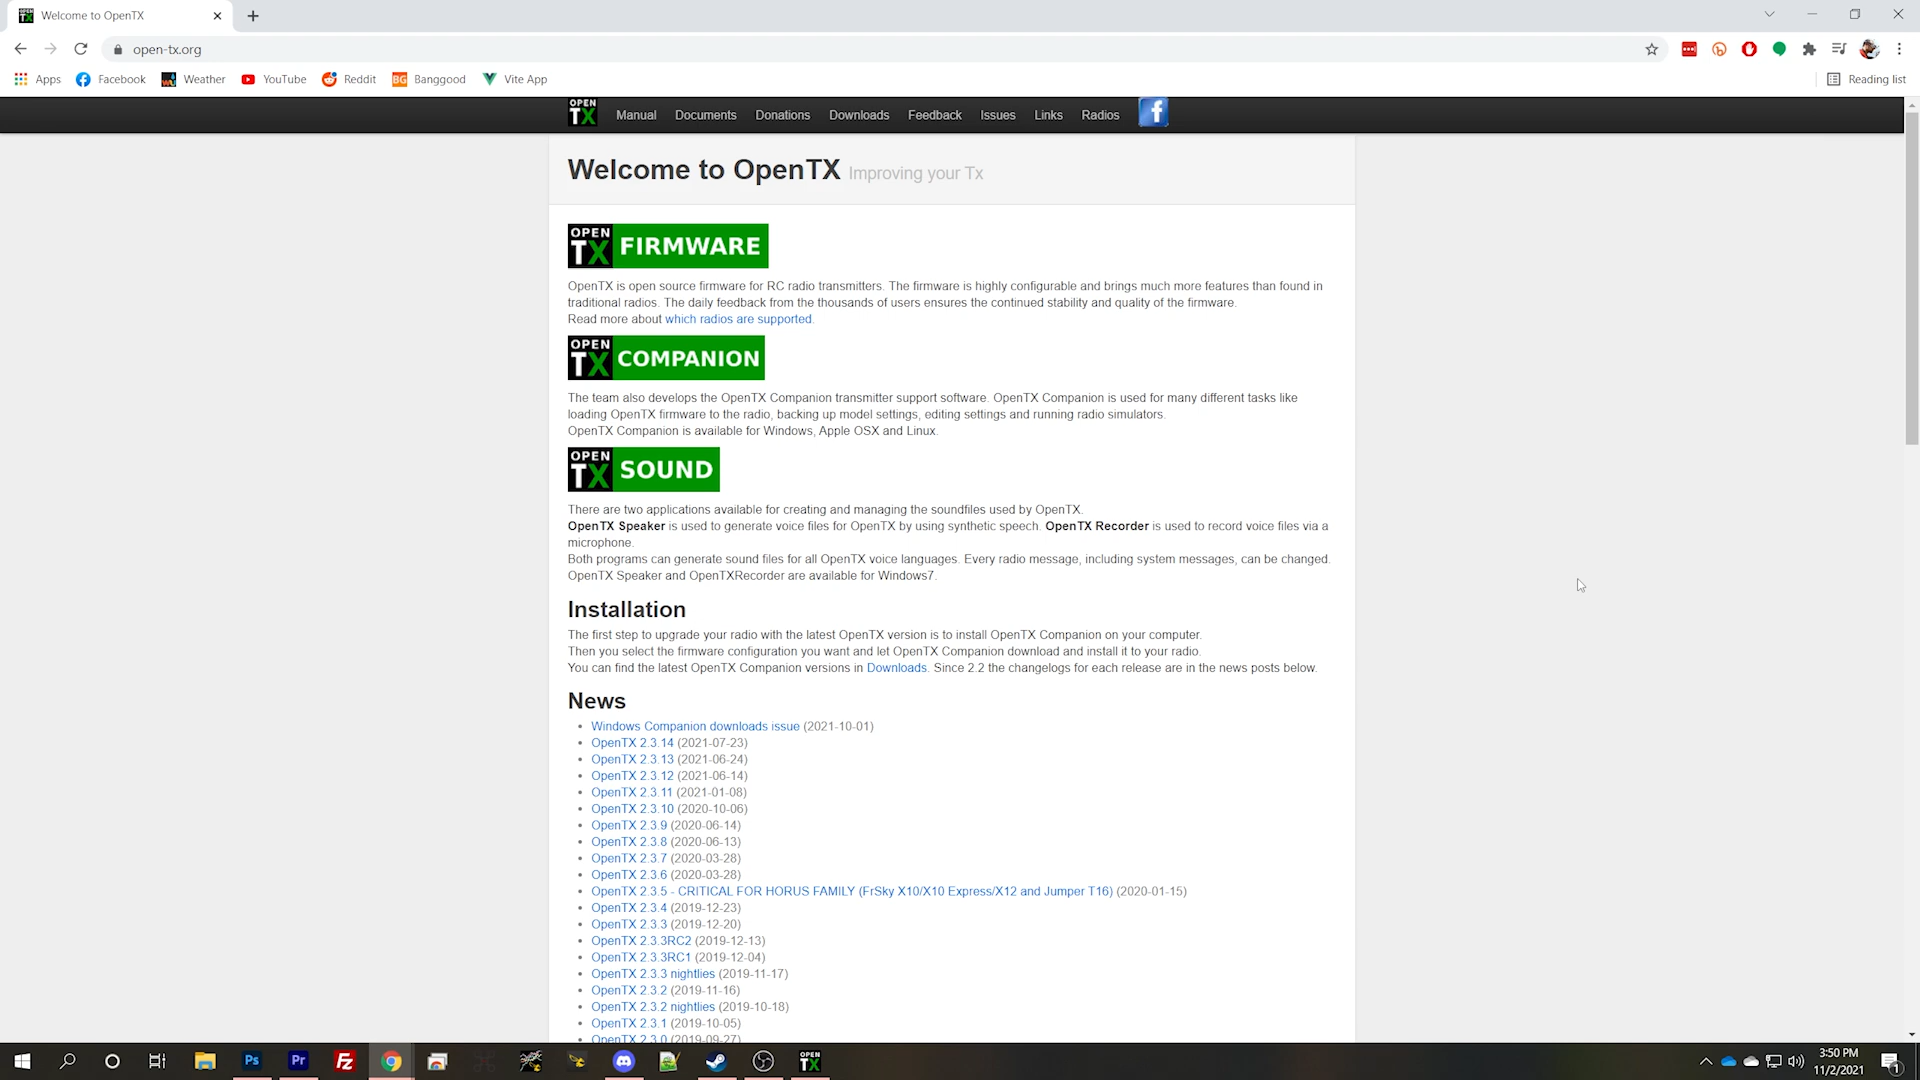 Welcome to OpenTX
open-tx.org
Apps Facebook Weather YouTube Reddit BG Banggood Vite App Reading list
OPEN TX Manual Documents Donations Downloads Feedback Issues Links Radios f
Welcome to OpenTX Improving your Tx
OPEN TX FIRMWARE
OpenTX is open source firmware for RC radio transmitters. The firmware is highly configurable and brings much more features than found in
traditional radios. The daily feedback from the thousands of users ensures the continued stability and quality of the firmware.
Read more about which radios are supported.
OPEN TX COMPANION
The team also develops the OpenTX Companion transmitter support software. OpenTX Companion is used for many different tasks like
loading OpenTX firmware to the radio, backing up model settings, editing settings and running radio simulators.
OpenTX Companion is available for Windows, Apple OSX and Linux.
OPEN TX SOUND
There are two applications available for creating and managing the soundfiles used by OpenTX.
OpenTX Speaker is used to generate voice files for OpenTX by using synthetic speech. OpenTX Recorder is used to record voice files via a
microphone.
Both programs can generate sound files for all OpenTX voice languages. Every radio message, including system messages, can be changed.
OpenTX Speaker and OpenTXRecorder are available for Windows7.
Installation
The first step to upgrade your radio with the latest OpenTX version is to install OpenTX Companion on your computer.
Then you select the firmware configuration you want and let OpenTX Companion download and install it to your radio.
You can find the latest OpenTX Companion versions in Downloads. Since 2.2 the changelogs for each release are in the news posts below.
News
• Windows Companion downloads issue (2021-10-01)
• OpenTX 2.3.14 (2021-07-23)
• OpenTX 2.3.13 (2021-06-24)
• OpenTX 2.3.12 (2021-06-14)
• OpenTX 2.3.11 (2021-01-08)
• OpenTX 2.3.10 (2020-10-06)
• OpenTX 2.3.9 (2020-06-14)
• OpenTX 2.3.8 (2020-06-13)
• OpenTX 2.3.7 (2020-03-28)
• OpenTX 2.3.6 (2020-03-28)
• OpenTX 2.3.5 - CRITICAL FOR HORUS FAMILY (FrSky X10/X10 Express/X12 and Jumper T16) (2020-01-15)
• OpenTX 2.3.4 (2019-12-23)
• OpenTX 2.3.3 (2019-12-20)
• OpenTX 2.3.3RC2 (2019-12-13)
• OpenTX 2.3.3RC1 (2019-12-04)
• OpenTX 2.3.3 nightlies (2019-11-17)
• OpenTX 2.3.2 (2019-11-16)
• OpenTX 2.3.2 nightlies (2019-10-18)
• OpenTX 2.3.1 (2019-10-05)
OpenTX 2.3.0 (2019-09-27)
Ps Pr Fz OPEN TX 3:50 PM
11/2/2021 1